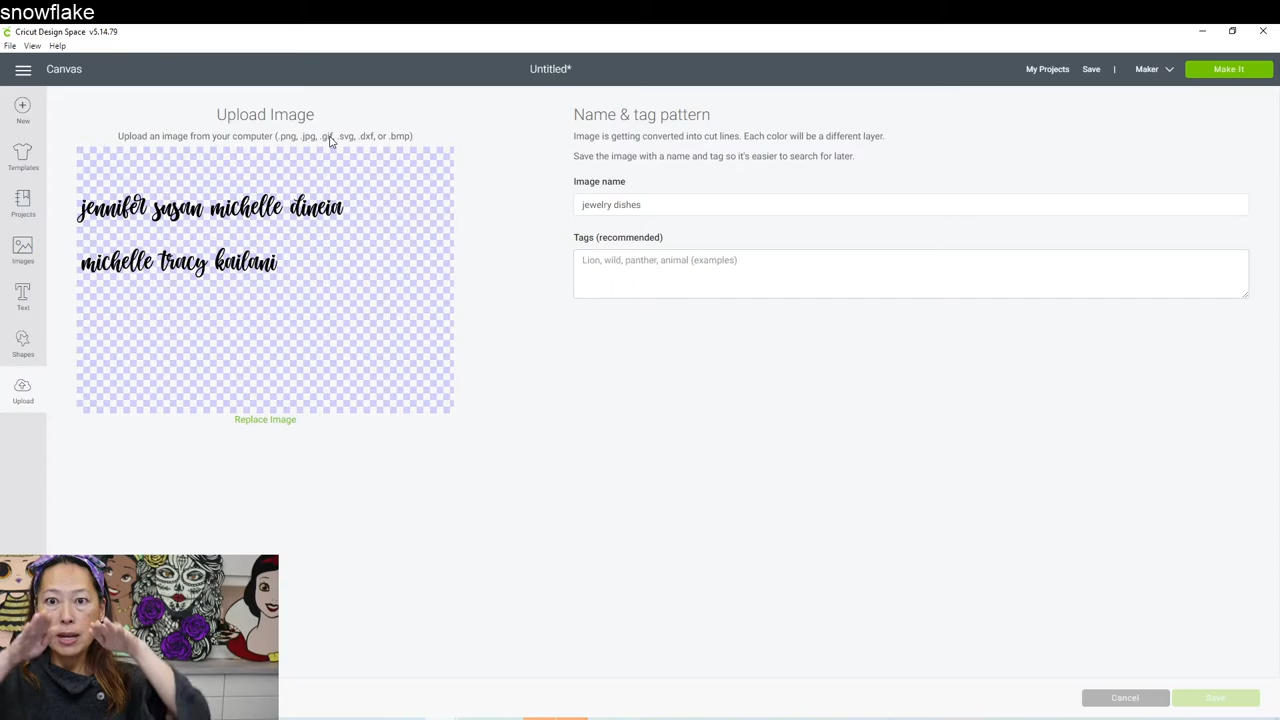 snowflake
Cricut Design Space v5.14.79
File View Help
Canvas
Untitled*
My Projects Save | Maker Make It
New
Templates
Projects
Images
Text
Shapes
Upload
Upload Image
Upload an image from your computer (.png, .jpg, .gif, .svg, .dxf, or .bmp)
jennifer susan michelle dineia
michelle tracy kailani
Replace Image
Name & tag pattern
Image is getting converted into cut lines. Each color will be a different layer.
Save the image with a name and tag so it's easier to search for later.
Image name
jewelry dishes
Tags (recommended)
Lion, wild, panther, animal (examples)
Cancel Save